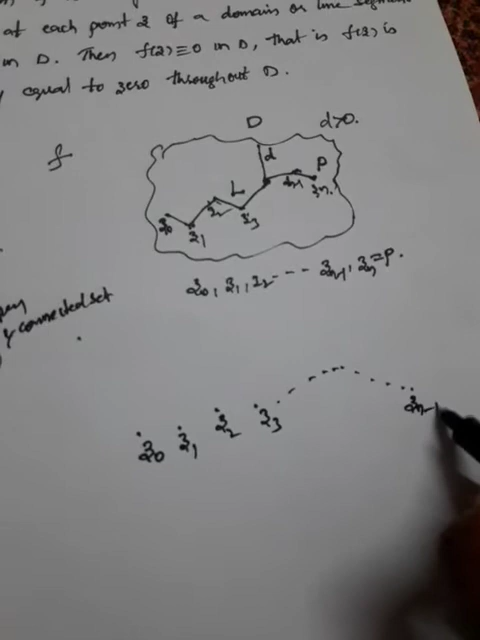 at each point z of a domain or line segment
in D. Then f(z) ≡ 0 in D, that is f(z) is
equal to zero throughout D.
D
d>0.
f
d
L
P
z0
z1
z2
z3
zn-1
zn
z0, z1, z2 - - - zn-1, zn = P.
connected set
z0 z1 z2 z3 zn-1